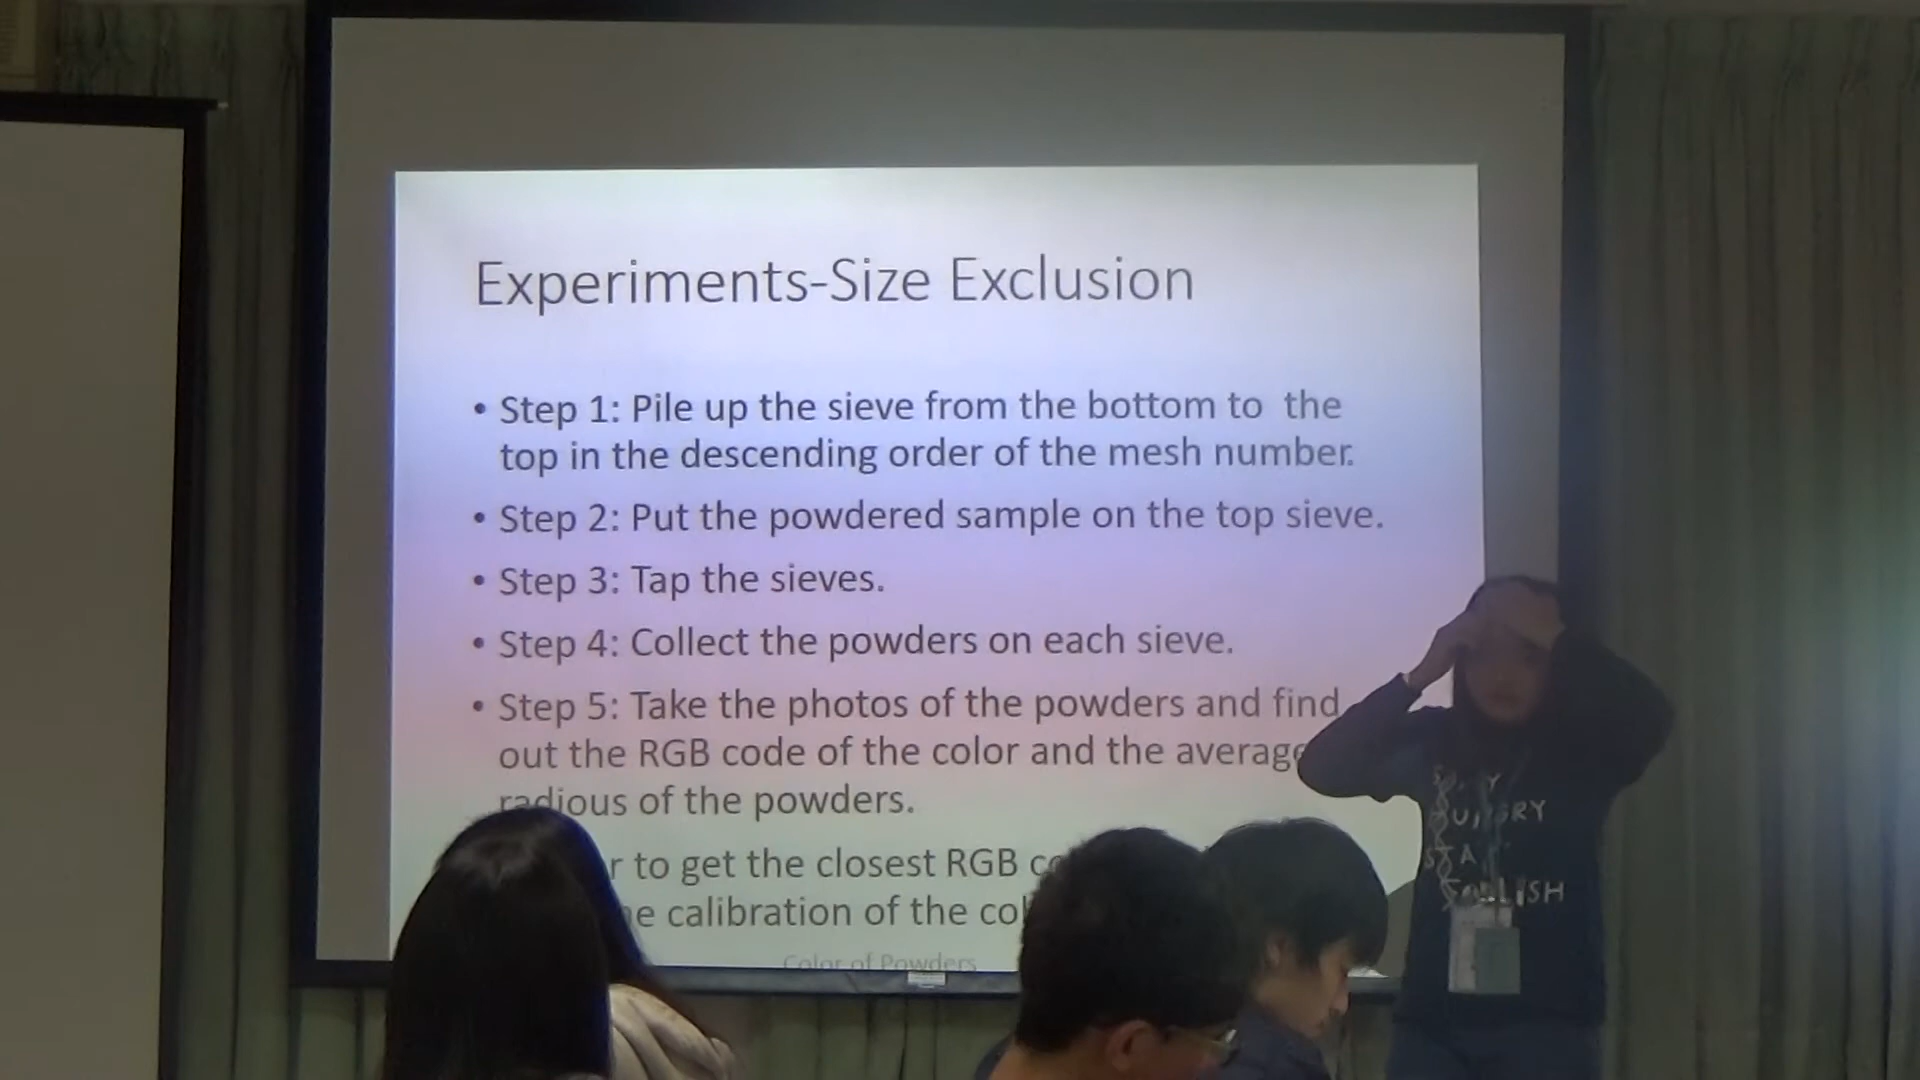 Experiments-Size Exclusion
• Step 1: Pile up the sieve from the bottom to the
top in the descending order of the mesh number.
• Step 2: Put the powdered sample on the top sieve.
• Step 3: Tap the sieves.
• Step 4: Collect the powders on each sieve.
• Step 5: Take the photos of the powders and find
out the RGB code of the color and the average
radious of the powders.
to get the closest RGB
calibration of the
Color of Powders